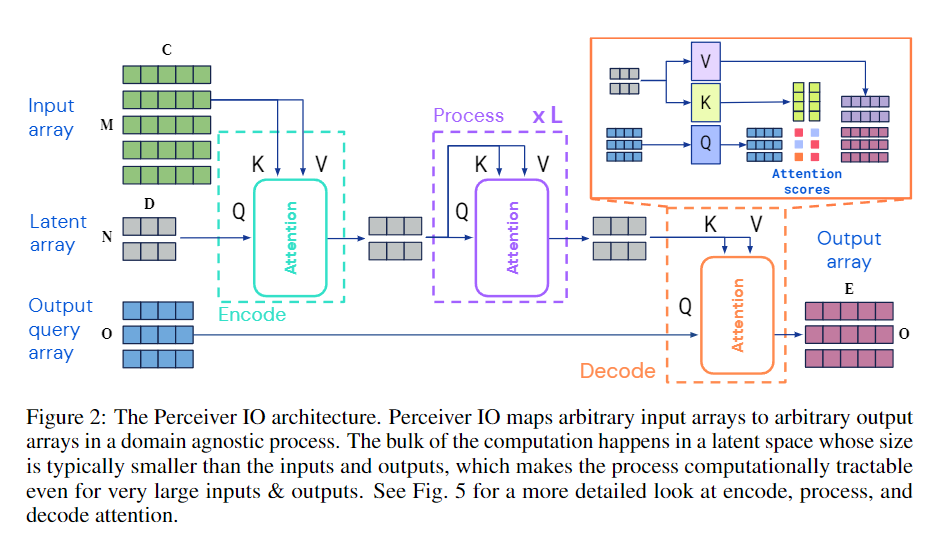 C
Input
array
M
K
V
Q
Attention
Encode
D
Latent
array
N
Output
query
array
O
Process
x L
K
V
Q
Attention
V
K
Q
Attention
scores
K
V
Q
Attention
Decode
Output
array
E
O
Figure 2: The Perceiver IO architecture. Perceiver IO maps arbitrary input arrays to arbitrary output
arrays in a domain agnostic process. The bulk of the computation happens in a latent space whose size
is typically smaller than the inputs and outputs, which makes the process computationally tractable
even for very large inputs & outputs. See Fig. 5 for a more detailed look at encode, process, and
decode attention.